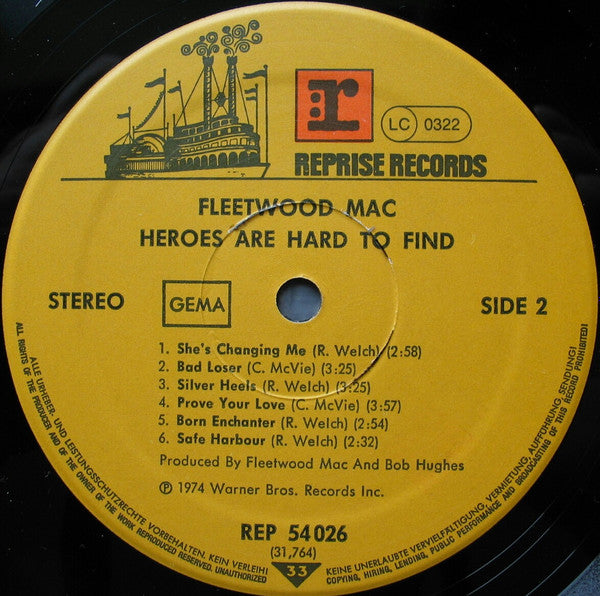 r
LC 0322
REPRISE RECORDS
FLEETWOOD MAC
HEROES ARE HARD TO FIND
STEREO
GEMA
SIDE 2
1. She's Changing Me (R. Welch) (2:58)
2. Bad Loser (C. McVie) (3:25)
3. Silver Heels (R. Welch) (3:25)
4. Prove Your Love (C. McVie) (3:57)
5. Born Enchanter (R. Welch) (2:54)
6. Safe Harbour (R. Welch) (2:32)
Produced By Fleetwood Mac And Bob Hughes
℗ 1974 Warner Bros. Records Inc.
REP 54 026
(31,764)
33
ALLE URHEBER- UND LEISTUNGSSCHUTZRECHTE VORBEHALTEN. KEIN VERLEIH! KEINE UNERLAUBTE VERVIELFÄLTIGUNG, VERMIETUNG, AUFFÜHRUNG, SENDUNG!
ALL RIGHTS OF THE PRODUCER AND OF THE OWNER OF THE WORK REPRODUCED RESERVED. UNAUTHORIZED COPYING, HIRING, LENDING, PUBLIC PERFORMANCE AND BROADCASTING OF THIS RECORD PROHIBITED!